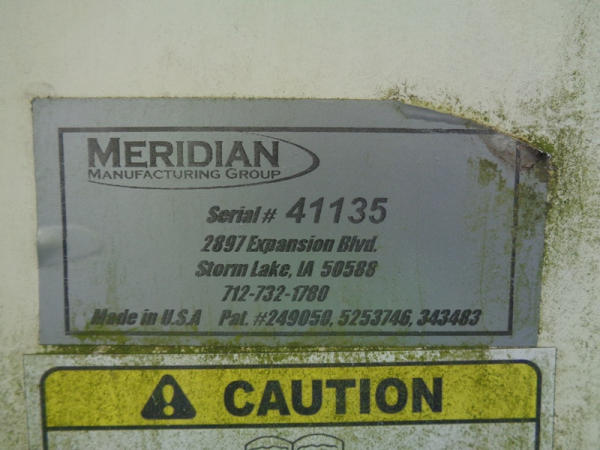 MERIDIAN
MANUFACTURING GROUP
Serial # 41135
2897 Expansion Blvd.
Storm Lake, IA 50588
712-732-1780
Made in U.S.A Pat. #249050, 5253746, 343483
CAUTION